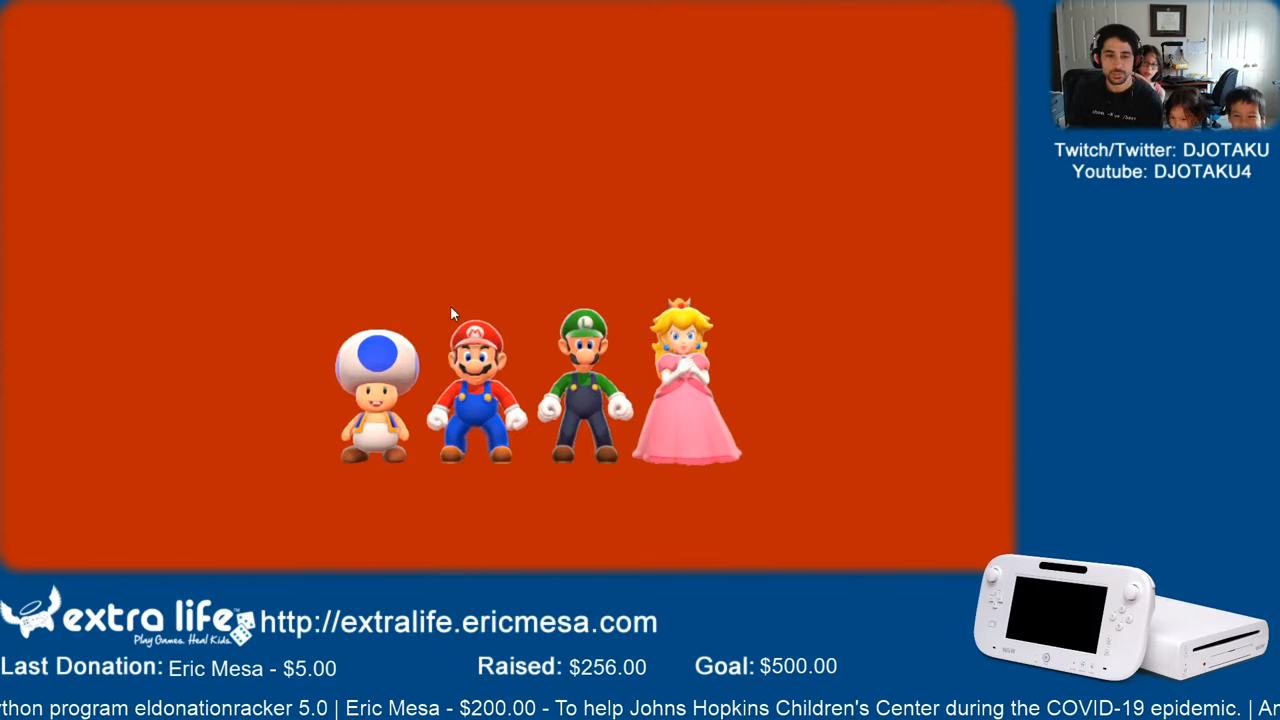 Twitch/Twitter: DJOTAKU
Youtube: DJOTAKU4
extra life
Play Games. Heal Kids.
http://extralife.ericmesa.com
Last Donation: Eric Mesa - $5.00 Raised: $256.00 Goal: $500.00
ython program eldonationracker 5.0 | Eric Mesa - $200.00 - To help Johns Hopkins Children's Center during the COVID-19 epidemic. | Ar
M
L